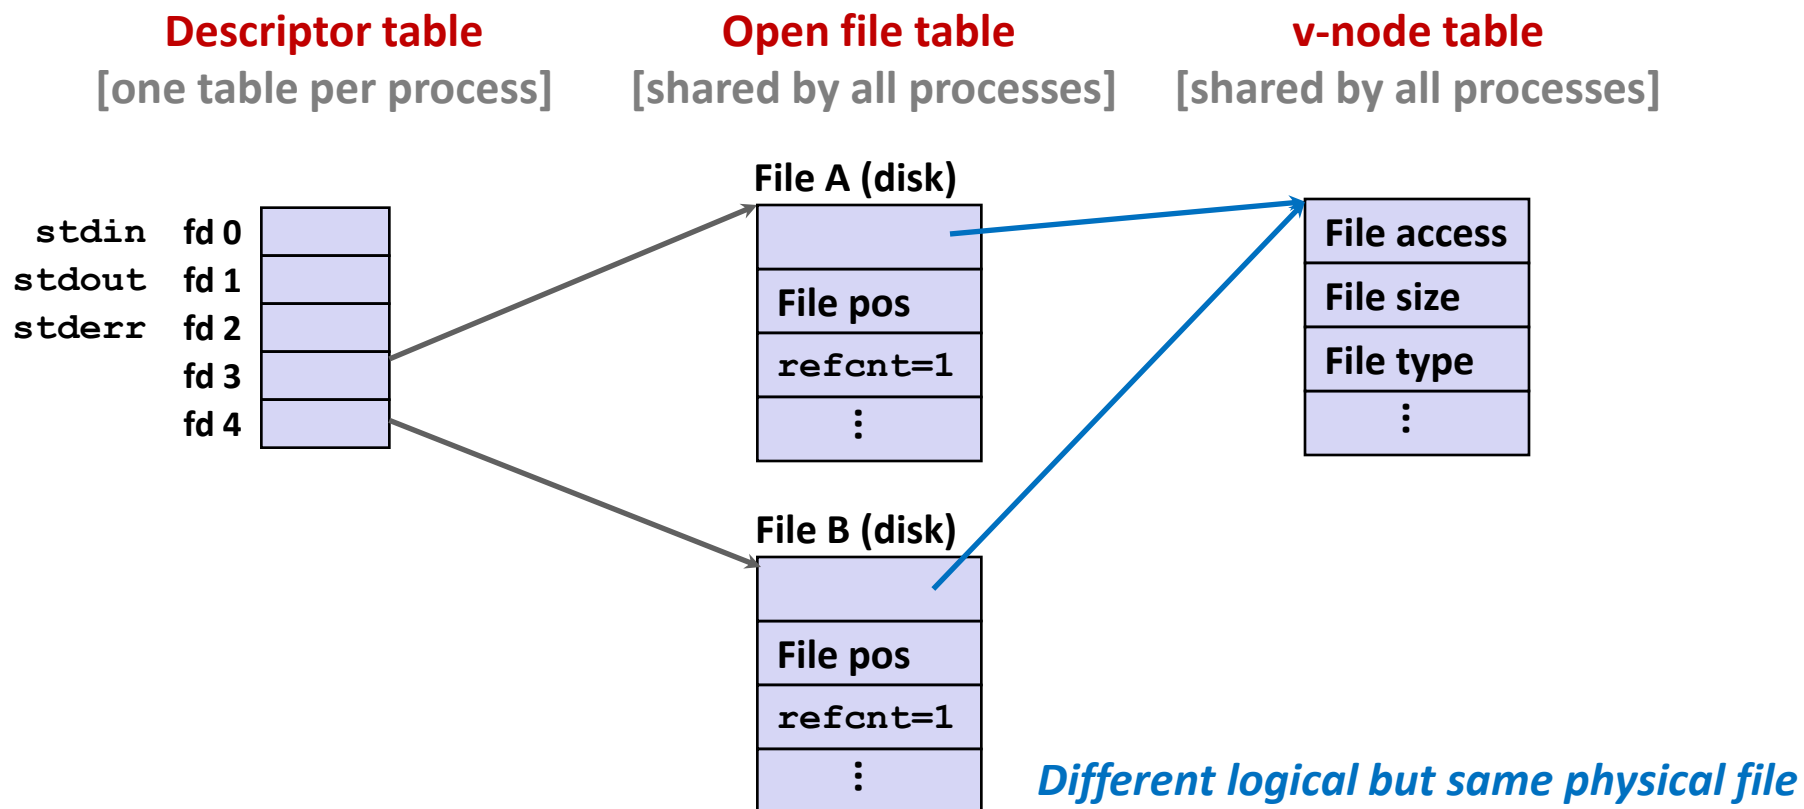 Descriptor table
[one table per process]
Open file table
[shared by all processes]
v-node table
[shared by all processes]
stdin fd 0
stdout fd 1
stderr fd 2
fd 3
fd 4
File A (disk)
File pos
refcnt=1
⋮
File B (disk)
File pos
refcnt=1
⋮
File access
File size
File type
⋮
Different logical but same physical file